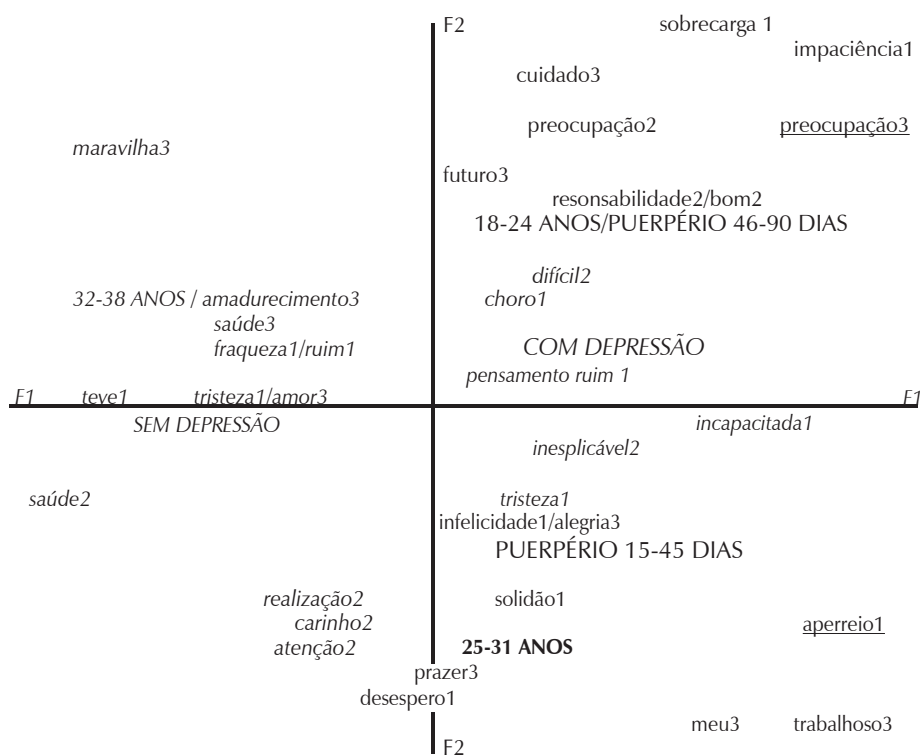 F2
sobrecarga 1
impaciência1
cuidado3
preocupação2 preocupação3
maravilha3
futuro3
resonsabilidade2/bom2
18-24 ANOS/PUERPÉRIO 46-90 DIAS
difícil2
32-38 ANOS / amadurecimento3 choro1
saúde3
fraqueza1/ruim1 COM DEPRESSÃO
pensamento ruim 1
F1 teve1 tristeza1/amor3 F1
SEM DEPRESSÃO incapacitada1
inesplicável2
saúde2 tristeza1
infelicidade1/alegria3
PUERPÉRIO 15-45 DIAS
realização2 solidão1
carinho2 aperreio1
atenção2 25-31 ANOS
prazer3
desespero1
meu3 trabalhoso3
F2